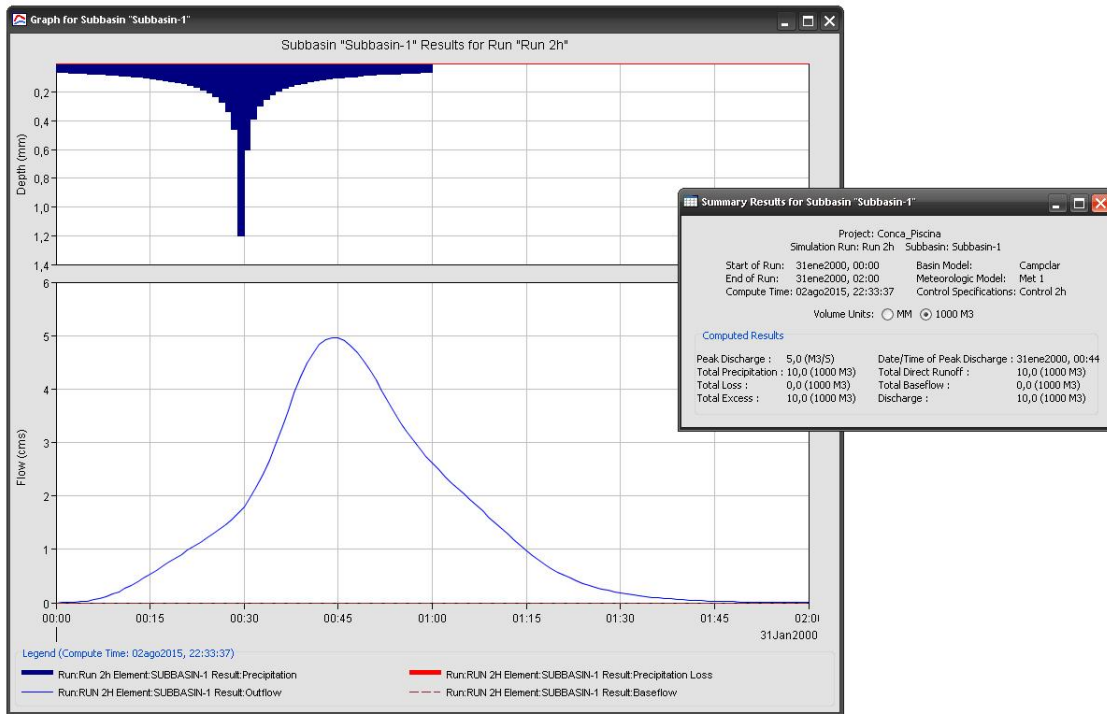 Graph for Subbasin "Subbasin-1"
Subbasin "Subbasin-1" Results for Run "Run 2h"
Depth (mm)
0,2
0,4
0,6
0,8
1,0
1,2
1,4
Flow (cms)
6
5
4
3
2
1
0
00:00 00:15 00:30 00:45 01:00 01:15 01:30 01:45 02:0
31Jan2000
Legend (Compute Time: 02ago2015, 22:33:37)
Run:Run 2h Element:SUBBASIN-1 Result:Precipitation
Run:RUN 2H Element:SUBBASIN-1 Result:Precipitation Loss
Run:RUN 2H Element:SUBBASIN-1 Result:Outflow
Run:RUN 2H Element:SUBBASIN-1 Result:Baseflow
Summary Results for Subbasin "Subbasin-1"
Project: Conca_Piscina
Simulation Run: Run 2h Subbasin: Subbasin-1
Start of Run: 31ene2000, 00:00 Basin Model: Campclar
End of Run: 31ene2000, 02:00 Meteorologic Model: Met 1
Compute Time: 02ago2015, 22:33:37 Control Specifications: Control 2h
Volume Units: MM 1000 M3
Computed Results
Peak Discharge : 5,0 (M3/S) Date/Time of Peak Discharge : 31ene2000, 00:44
Total Precipitation : 10,0 (1000 M3) Total Direct Runoff : 10,0 (1000 M3)
Total Loss : 0,0 (1000 M3) Total Baseflow : 0,0 (1000 M3)
Total Excess : 10,0 (1000 M3) Discharge : 10,0 (1000 M3)